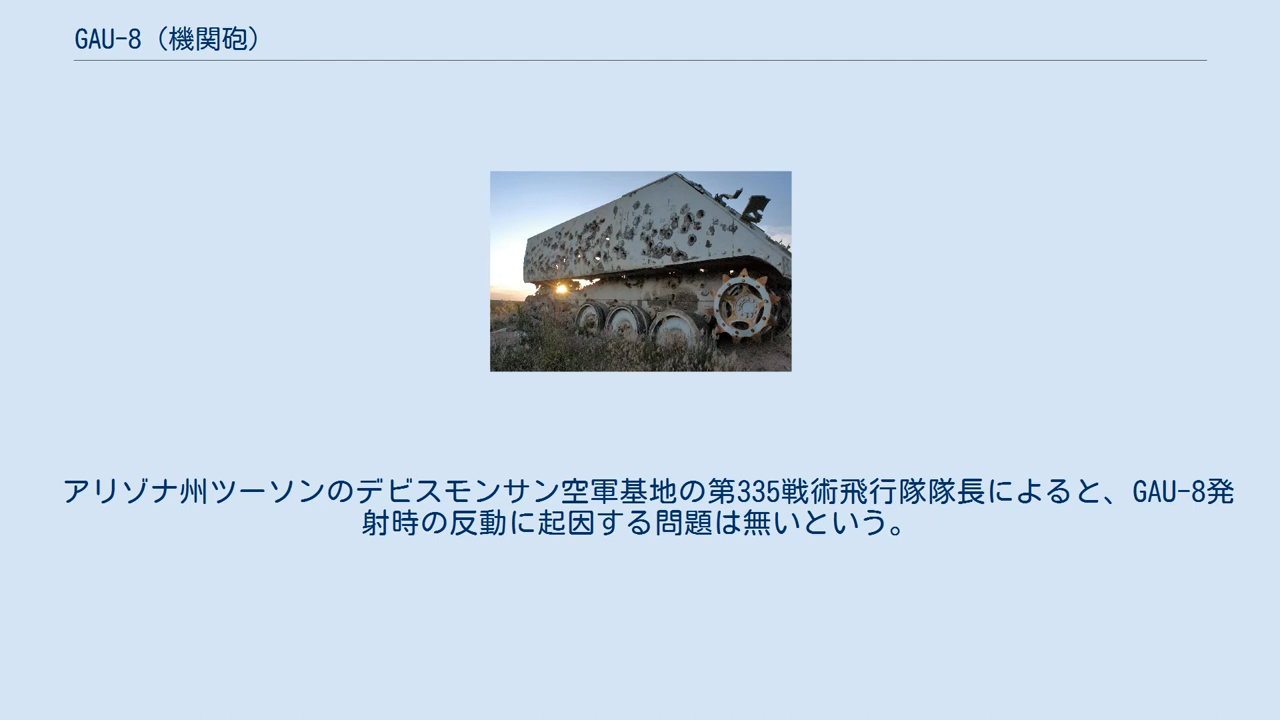 GAU-8（機関砲）
アリゾナ州ツーソンのデビスモンサン空軍基地の第335戦術飛行隊隊長によると、GAU-8発
射時の反動に起因する問題は無いという。